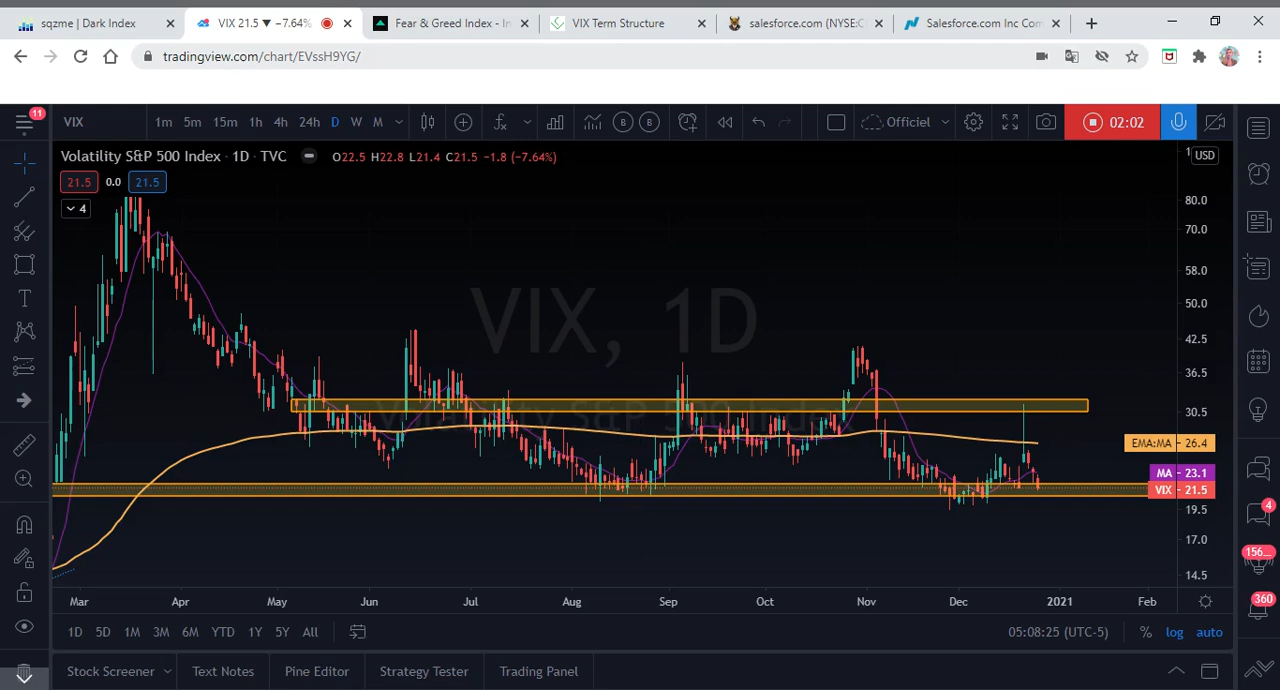 sqzme | Dark Index
VIX 21.5 ▼ −7.64%
Fear & Greed Index - In
VIX Term Structure
salesforce.com (NYSE:C
Salesforce.com Inc Com
tradingview.com/chart/EVssH9YG/
11
VIX
1m 5m 15m 1h 4h 24h D W M
B B
Officiel
02:02
Volatility S&P 500 Index · 1D · TVC
O22.5 H22.8 L21.4 C21.5 −1.8 (−7.64%)
1 USD
21.5 0.0 21.5
4
80.0
70.0
58.0
50.0
42.5
36.5
30.5
VIX, 1D
Volatility S&P 500 Index
EMA:MA 26.4
MA 23.1
VIX 21.5
19.5
17.0
14.5
4
156...
360
Mar Apr May Jun Jul Aug Sep Oct Nov Dec 2021 Feb
1D 5D 1M 3M 6M YTD 1Y 5Y All
05:08:25 (UTC-5) % log auto
Stock Screener Text Notes Pine Editor Strategy Tester Trading Panel